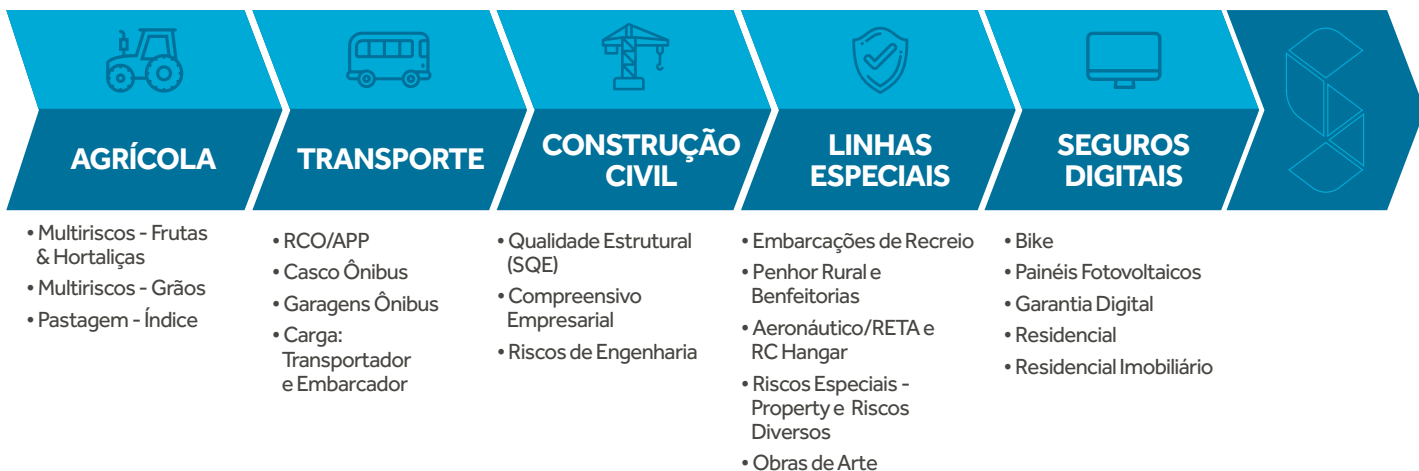 AGRÍCOLA
• Multiriscos - Frutas
& Hortaliças
• Multiriscos - Grãos
• Pastagem - Índice
TRANSPORTE
• RCO/APP
• Casco Ônibus
• Garagens Ônibus
• Carga:
Transportador
e Embarcador
CONSTRUÇÃO
CIVIL
• Qualidade Estrutural
(SQE)
• Compreensivo
Empresarial
• Riscos de Engenharia
LINHAS
ESPECIAIS
• Embarcações de Recreio
• Penhor Rural e
Benfeitorias
• Aeronáutico/RETA e
RC Hangar
• Riscos Especiais -
Property e Riscos
Diversos
• Obras de Arte
SEGUROS
DIGITAIS
• Bike
• Painéis Fotovoltaicos
• Garantia Digital
• Residencial
• Residencial Imobiliário